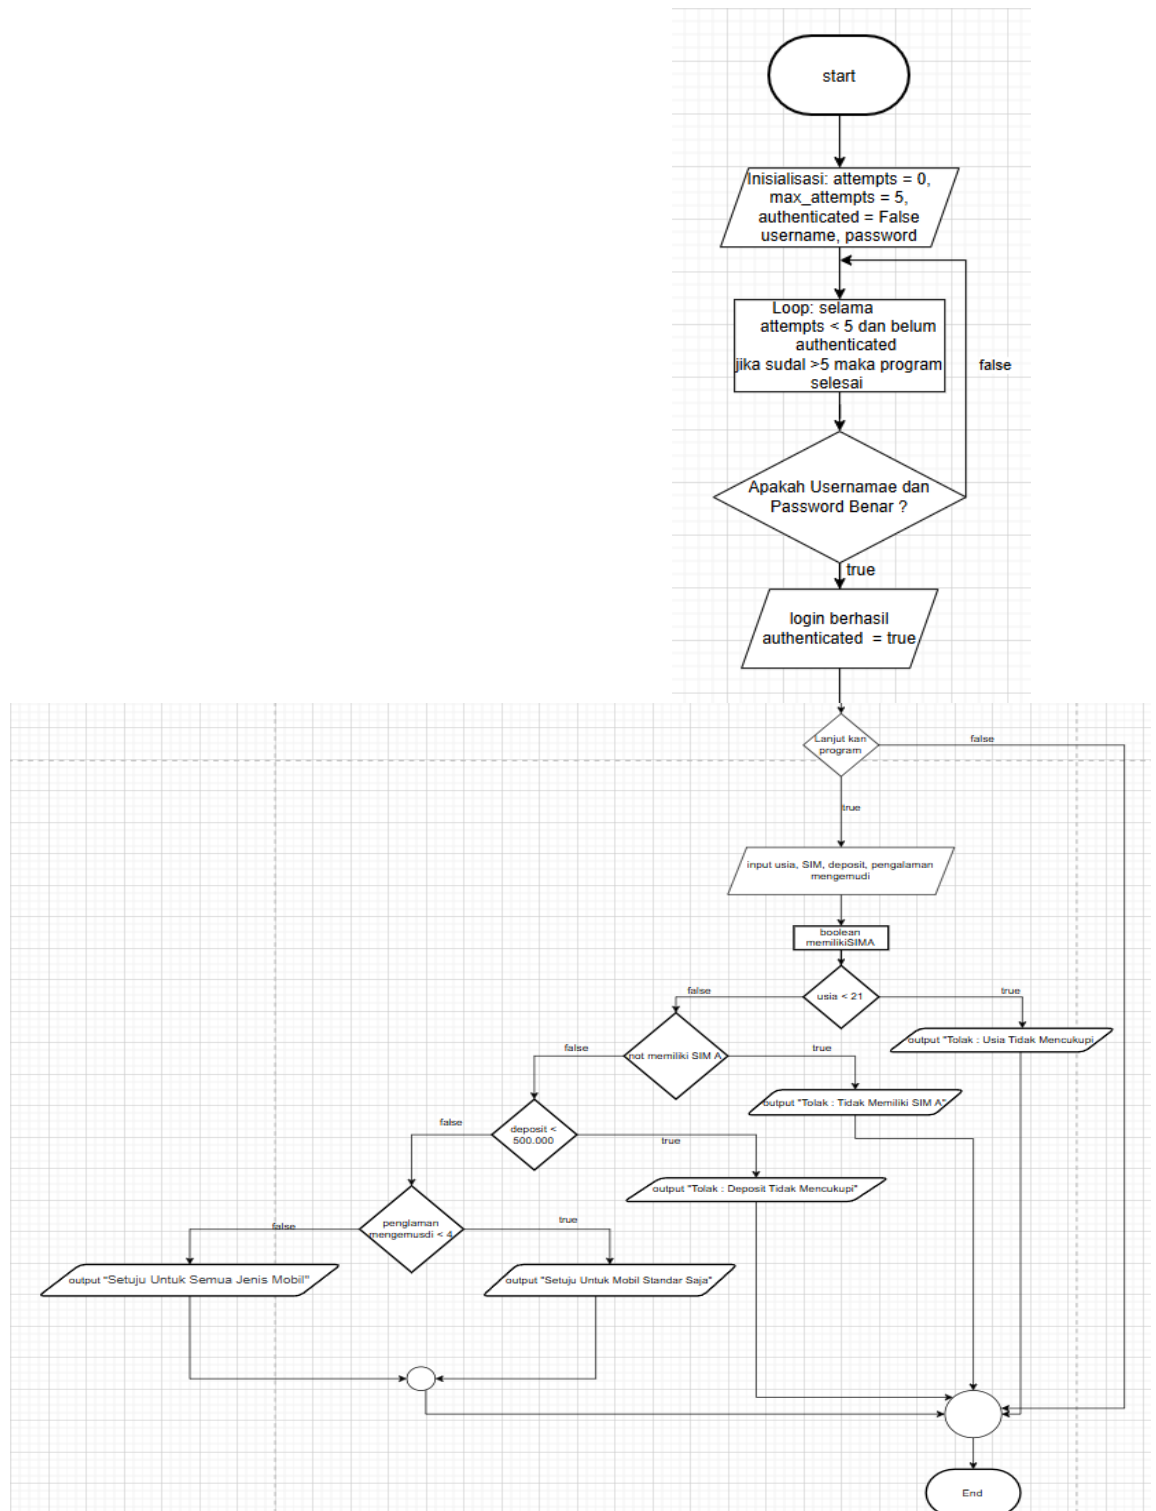 start
Inisialisasi: attempts = 0,
max_attempts = 5,
authenticated = False
username, password
Loop: selama
attempts < 5 dan belum
authenticated
jika sudal >5 maka program
selesai
false
Apakah Usernamae dan
Password Benar ?
true
login berhasil
authenticated = true
Lanjut kan
program
false
true
input usia, SIM, deposit, pengalaman
mengemudi
boolean
memilikiSIMA
usia < 21
false
true
output "Tolak : Usia Tidak Mencukupi
not memiliki SIM A
false
true
output "Tolak : Tidak Memiliki SIM A"
deposit <
500.000
false
true
output "Tolak : Deposit Tidak Mencukupi"
penglaman
mengemusdi < 4
false
true
output "Setuju Untuk Semua Jenis Mobil"
output "Setuju Untuk Mobil Standar Saja"
End